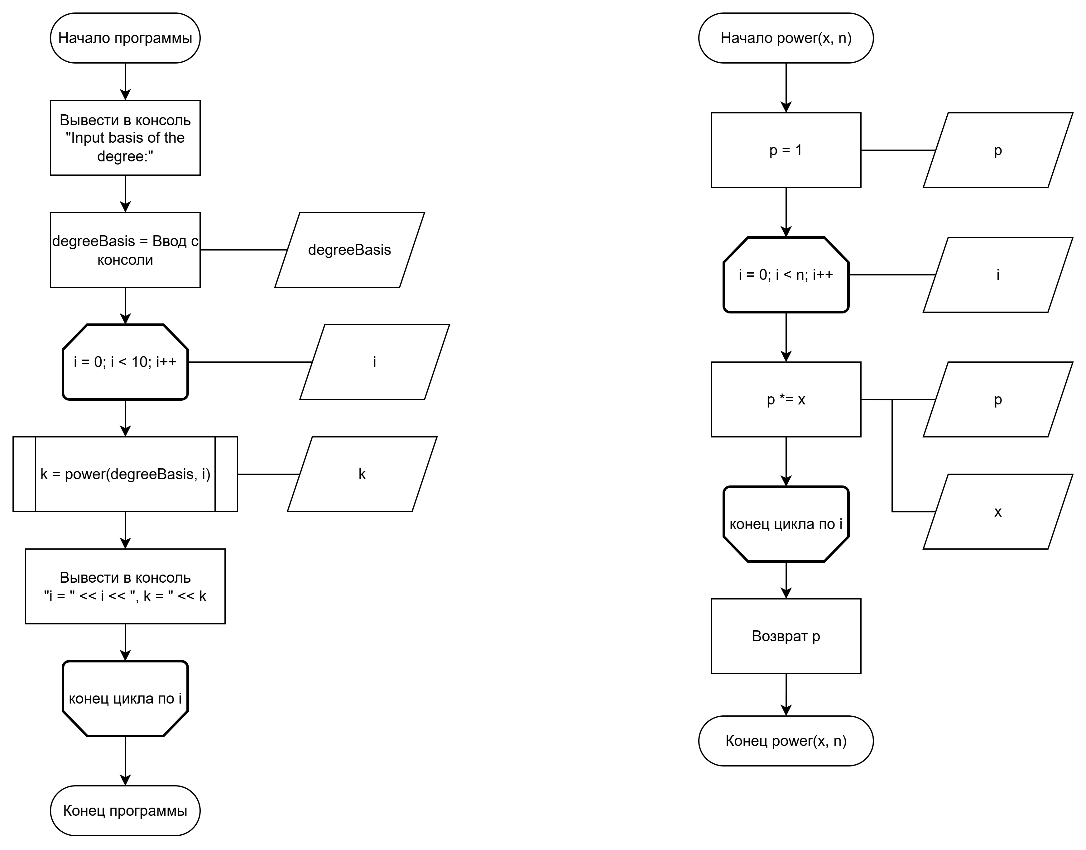 Начало программы
Вывести в консоль
"Input basis of the
degree:"
degreeBasis = Ввод с
консоли
degreeBasis
i = 0; i < 10; i++
i
k = power(degreeBasis, i)
k
Вывести в консоль
"i = " << i << ", k = " << k
конец цикла по i
Конец программы
Начало power(x, n)
p = 1
p
i = 0; i < n; i++
i
p *= x
p
x
конец цикла по i
Возврат p
Конец power(x, n)